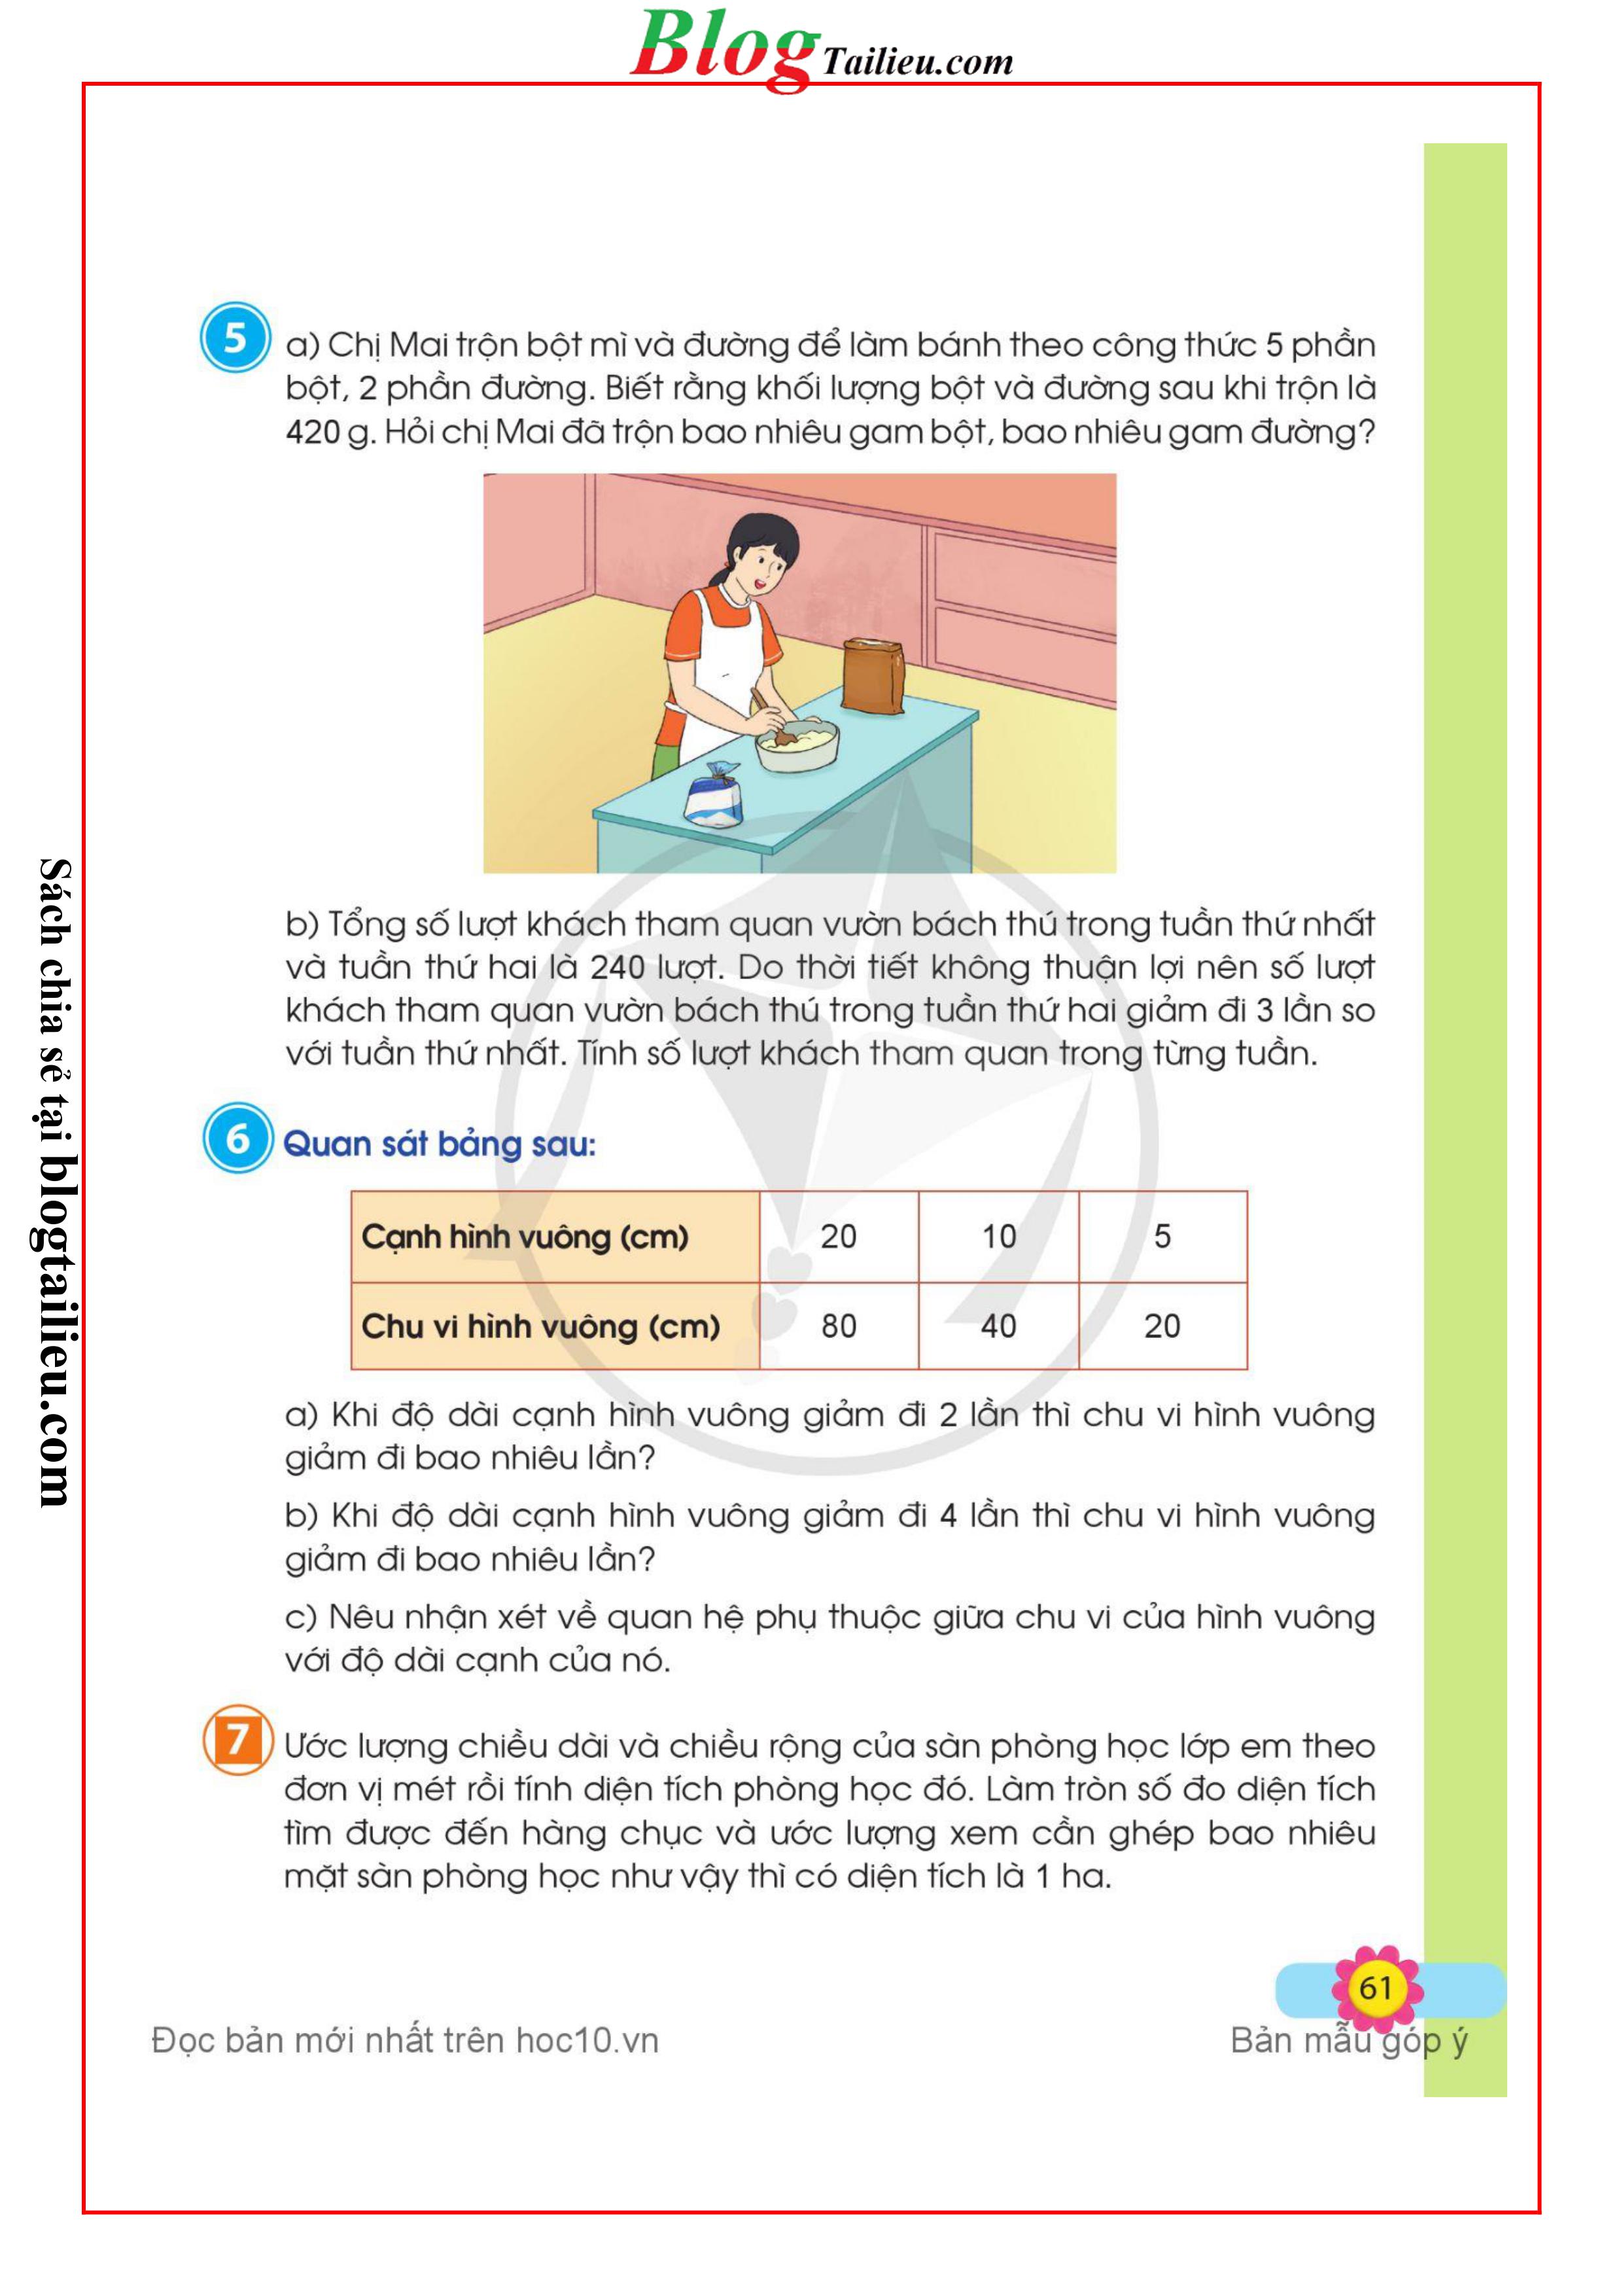 Blog Tailieu.com
5 a) Chị Mai trộn bột mì và đường để làm bánh theo công thức 5 phần
bột, 2 phần đường. Biết rằng khối lượng bột và đường sau khi trộn là
420 g. Hỏi chị Mai đã trộn bao nhiêu gam bột, bao nhiêu gam đường?
b) Tổng số lượt khách tham quan vườn bách thú trong tuần thứ nhất
và tuần thứ hai là 240 lượt. Do thời tiết không thuận lợi nên số lượt
khách tham quan vườn bách thú trong tuần thứ hai giảm đi 3 lần so
với tuần thứ nhất. Tính số lượt khách tham quan trong từng tuần.
6 Quan sát bảng sau:
Cạnh hình vuông (cm) 20 10 5
Chu vi hình vuông (cm) 80 40 20
a) Khi độ dài cạnh hình vuông giảm đi 2 lần thì chu vi hình vuông
giảm đi bao nhiêu lần?
b) Khi độ dài cạnh hình vuông giảm đi 4 lần thì chu vi hình vuông
giảm đi bao nhiêu lần?
c) Nêu nhận xét về quan hệ phụ thuộc giữa chu vi của hình vuông
với độ dài cạnh của nó.
7 Ước lượng chiều dài và chiều rộng của sàn phòng học lớp em theo
đơn vị mét rồi tính diện tích phòng học đó. Làm tròn số đo diện tích
tìm được đến hàng chục và ước lượng xem cần ghép bao nhiêu
mặt sàn phòng học như vậy thì có diện tích là 1 ha.
61
Đọc bản mới nhất trên hoc10.vn Bản mẫu góp ý
Sách chia sẻ tại blogtailieu.com